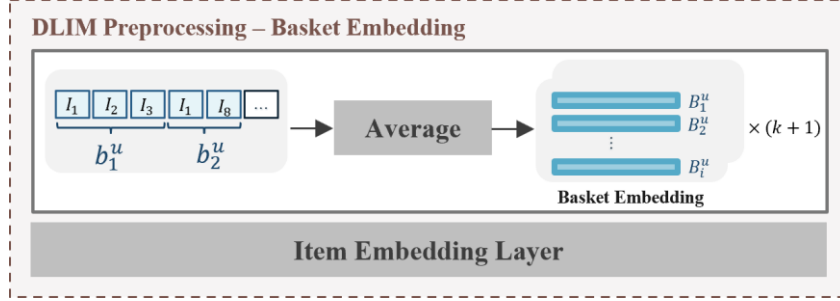 DLIM Preprocessing – Basket Embedding
I₁ I₂ I₃ I₁ I₈ ...
b₁ᵘ b₂ᵘ
Average
B₁ᵘ
B₂ᵘ
⋮
Bᵢᵘ
× (k + 1)
Basket Embedding
Item Embedding Layer